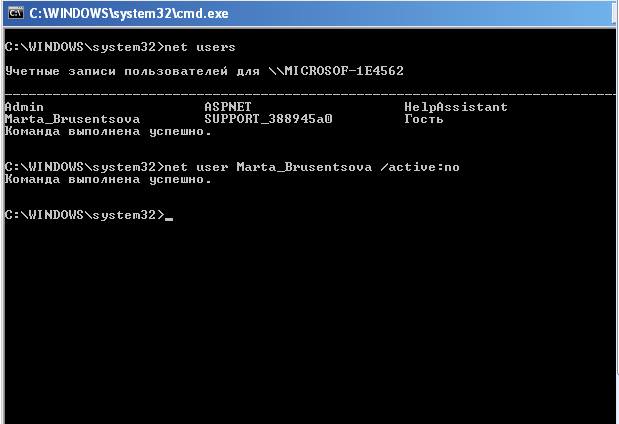 C:\WINDOWS\system32\cmd.exe
C:\WINDOWS\system32>net users
Учетные записи пользователей для \\MICROSOF-1E4562
-------------------------------------------------------------------------------
Admin ASPNET HelpAssistant
Marta_Brusentsova SUPPORT_388945a0 Гость
Команда выполнена успешно.
C:\WINDOWS\system32>net user Marta_Brusentsova /active:no
Команда выполнена успешно.
C:\WINDOWS\system32>_